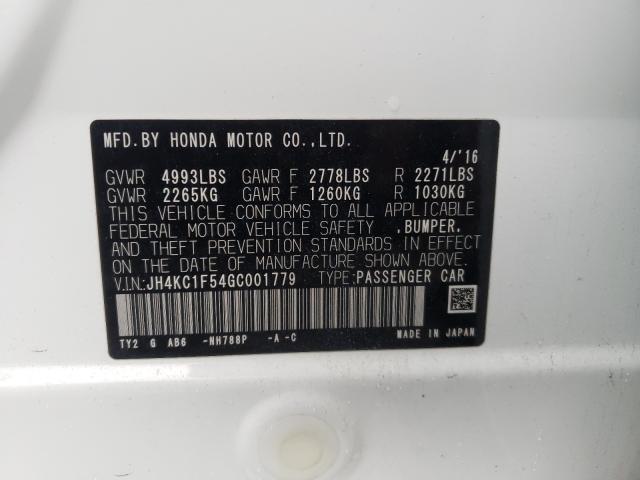 MFD.BY HONDA MOTOR CO.,LTD.
4/'16
GVWR 4993LBS GAWR F 2778LBS R 2271LBS
GVWR 2265KG GAWR F 1260KG R 1030KG
THIS VEHICLE CONFORMS TO ALL APPLICABLE
FEDERAL MOTOR VEHICLE SAFETY .BUMPER.
AND THEFT PREVENTION STANDARDS IN EFFECT
ON THE DATE OF MANUFACTURE SHOWN ABOVE.
V.I.N:JH4KC1F54GC001779 TYPE:PASSENGER CAR
TY2 G AB6 -NH788P -A -C MADE IN JAPAN